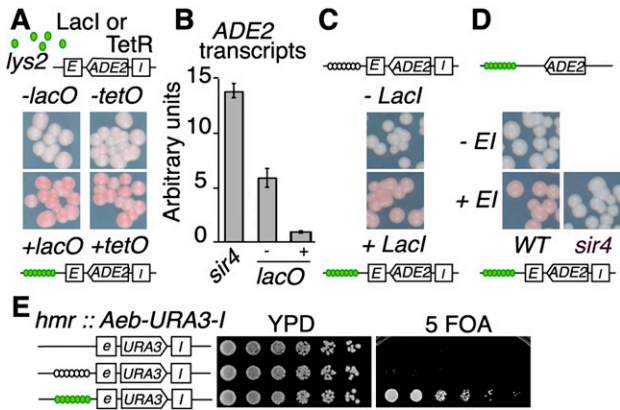 A
LacI or
TetR
lys2
E ADE2 I
-lacO -tetO
+lacO +tetO
E ADE2 I
B
ADE2
transcripts
Arbitrary units
15
10
5
0
sir4 - +
lacO
C
E ADE2 I
- LacI
+ LacI
E ADE2 I
D
ADE2
- EI
+ EI
WT sir4
E ADE2 I
E
hmr :: Aeb-URA3-I YPD 5 FOA
e URA3 I
e URA3 I
e URA3 I